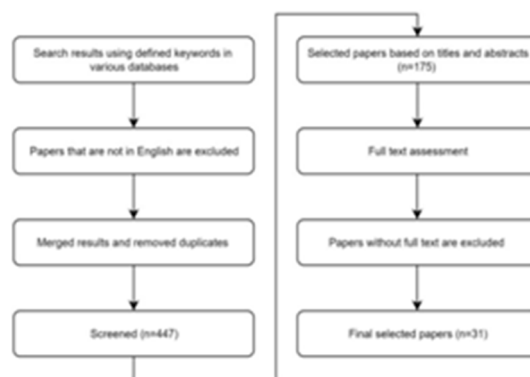 Search results using defined keywords in
various databases
Papers that are not in English are excluded
Merged results and removed duplicates
Screened (n=447)
Selected papers based on titles and abstracts
(n=175)
Full text assessment
Papers without full text are excluded
Final selected papers (n=31)